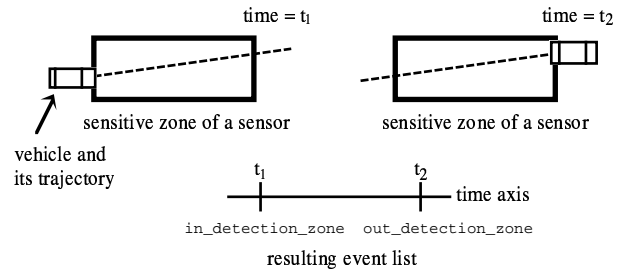 time = t1
time = t2
sensitive zone of a sensor
sensitive zone of a sensor
vehicle and
its trajectory
t1
t2
time axis
in_detection_zone
out_detection_zone
resulting event list